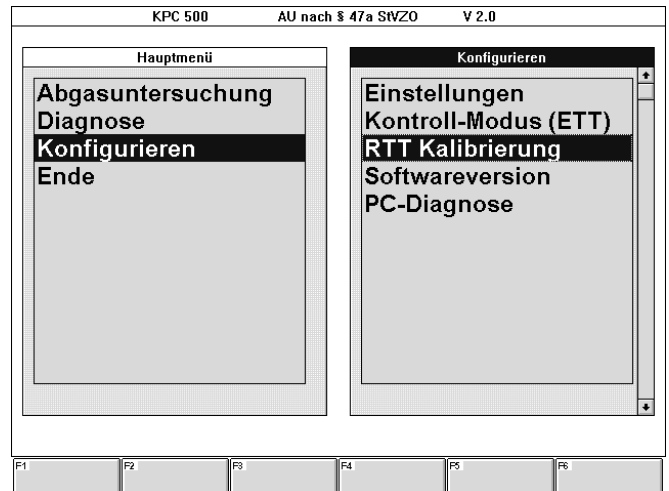 KPC 500 AU nach § 47a StVZO V 2.0
Hauptmenü
Abgasuntersuchung
Diagnose
Konfigurieren
Ende
Konfigurieren
Einstellungen
Kontroll-Modus (ETT)
RTT Kalibrierung
Softwareversion
PC-Diagnose
F1 F2 F3 F4 F5 F6